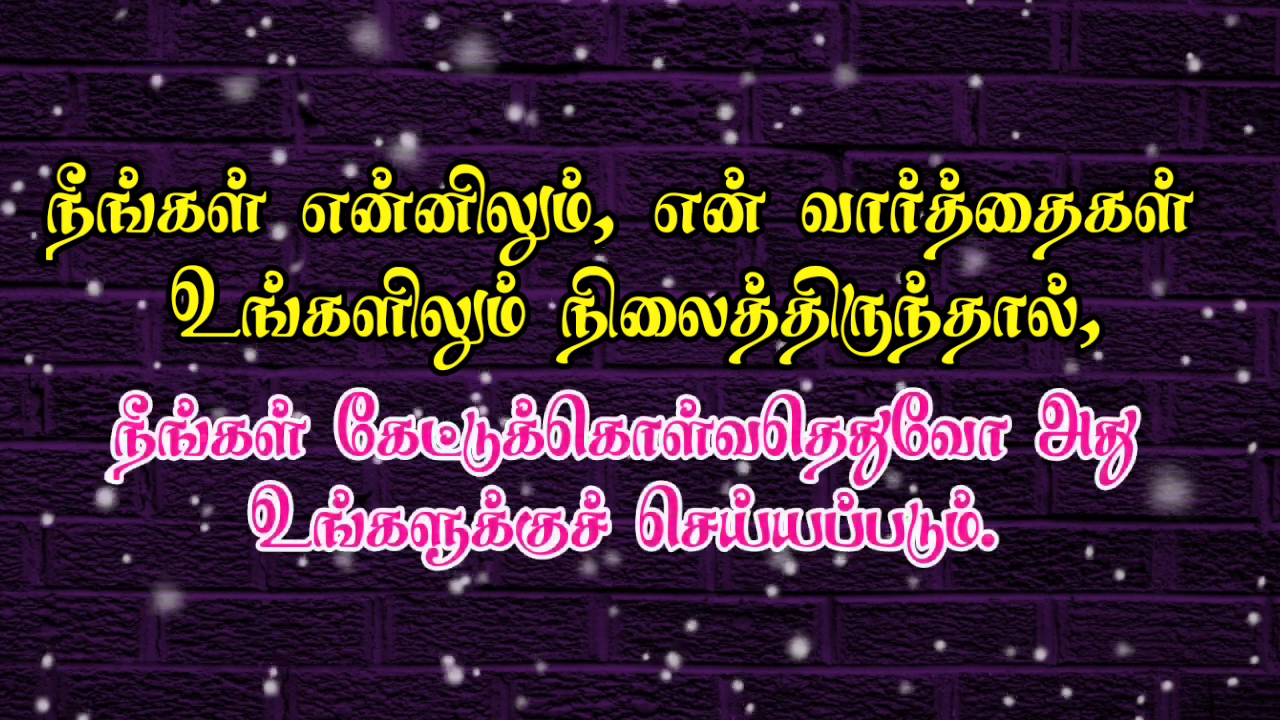 நீங்கள் என்னிலும், என் வார்த்தைகள்
உங்களிலும் நிலைத்திருந்தால்,
நீங்கள் கேட்டுக்கொள்வதெதுவோ அது
உங்களுக்குச் செய்யப்படும்.